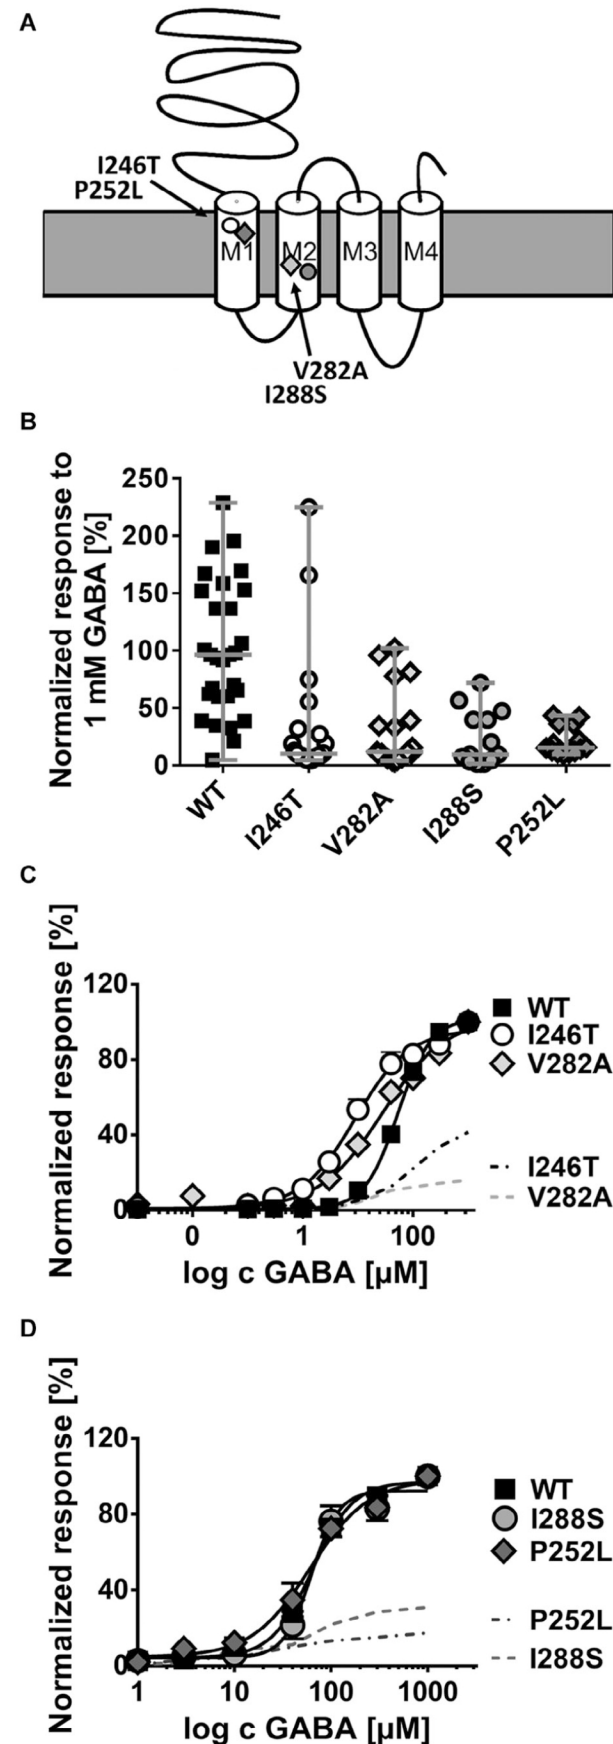 A
I246T
P252L
M1
M2
M3
M4
V282A
I288S
B
Normalized response to
1 mM GABA [%]
250
200
150
100
50
0
WT
I246T
V282A
I288S
P252L
C
Normalized response [%]
120
80
40
0
0
1
100
log c GABA [µM]
WT
I246T
V282A
I246T
V282A
D
Normalized response [%]
120
80
40
0
1
10
100
1000
log c GABA [µM]
WT
I288S
P252L
P252L
I288S